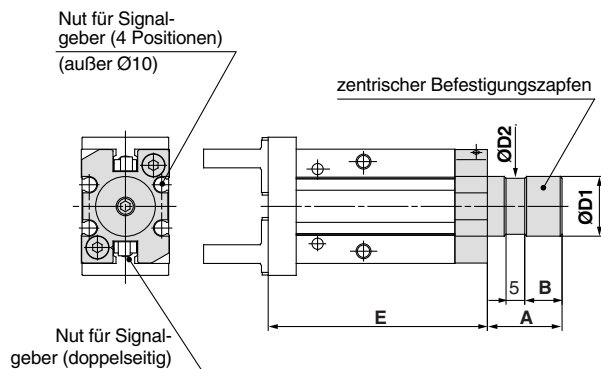 Nut für Signal-
geber (4 Positionen)
(außer Ø10)
zentrischer Befestigungszapfen
ØD2
ØD1
5
B
E
A
Nut für Signal-
geber (doppelseitig)